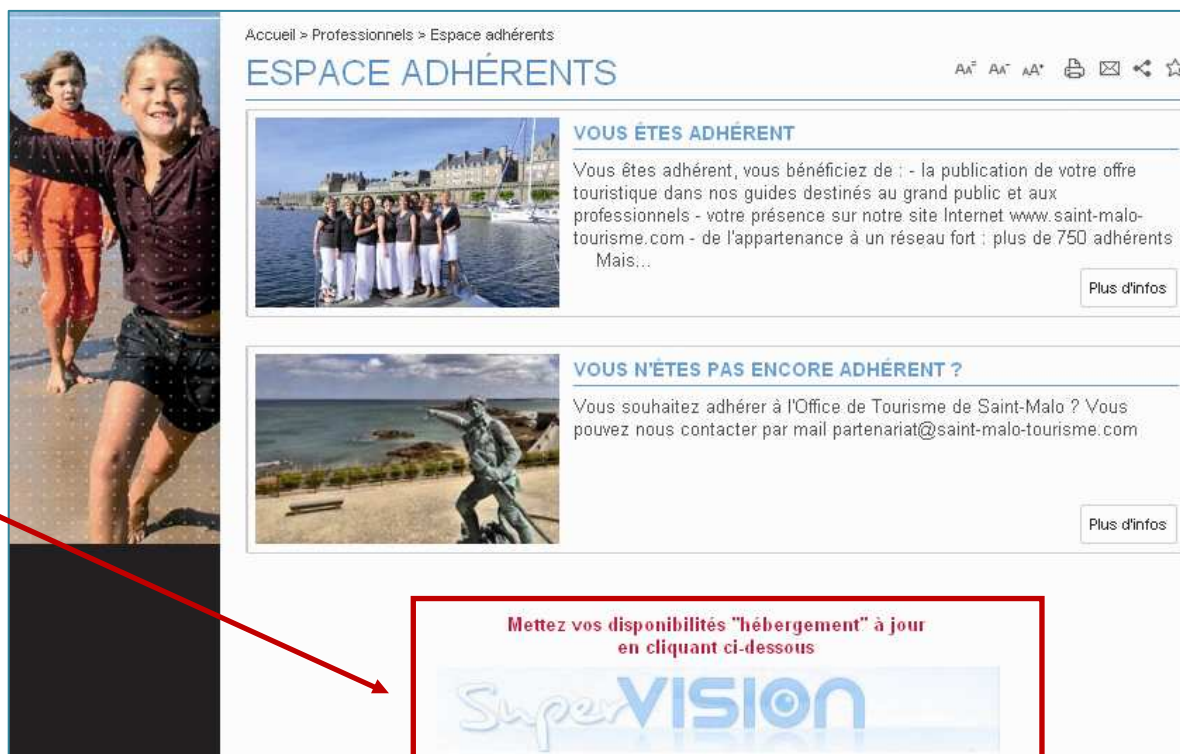 Accueil > Professionnels > Espace adhérents
ESPACE ADHÉRENTS
AA= AA- AA+
VOUS ÊTES ADHÉRENT
Vous êtes adhérent, vous bénéficiez de : - la publication de votre offre
touristique dans nos guides destinés au grand public et aux
professionnels - votre présence sur notre site Internet www.saint-malo-
tourisme.com - de l'appartenance à un réseau fort : plus de 750 adhérents
Mais...
Plus d'infos
VOUS N'ÊTES PAS ENCORE ADHÉRENT ?
Vous souhaitez adhérer à l'Office de Tourisme de Saint-Malo ? Vous
pouvez nous contacter par mail partenariat@saint-malo-tourisme.com
Plus d'infos
Mettez vos disponibilités "hébergement" à jour
en cliquant ci-dessous
SuperVISION